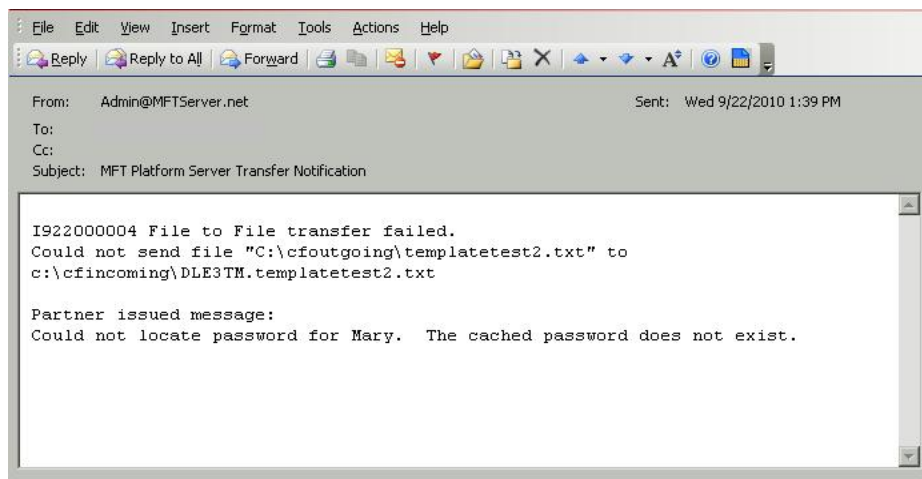 File Edit View Insert Format Tools Actions Help
Reply Reply to All Forward
From: Admin@MFTServer.net Sent: Wed 9/22/2010 1:39 PM
To:
Cc:
Subject: MFT Platform Server Transfer Notification
I922000004 File to File transfer failed.
Could not send file "C:\cfoutgoing\templatetest2.txt" to
c:\cfincoming\DLE3TM.templatetest2.txt
Partner issued message:
Could not locate password for Mary.  The cached password does not exist.